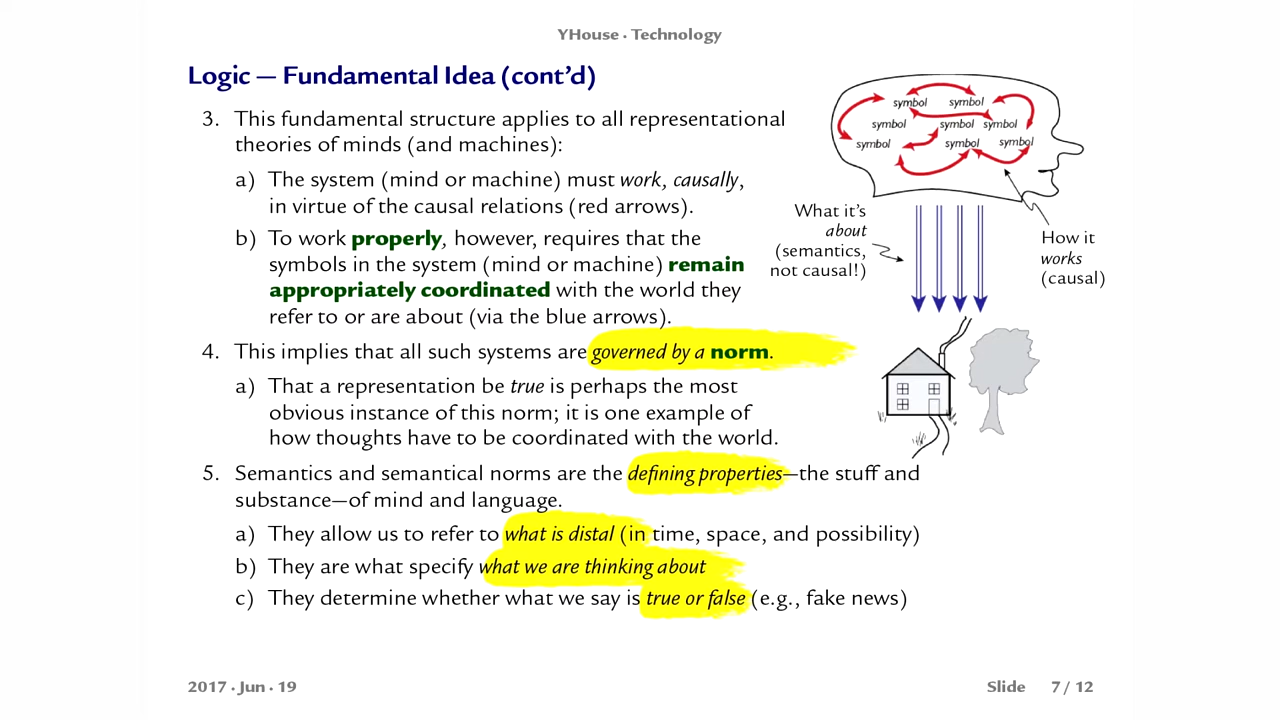 YHouse · Technology
Logic — Fundamental Idea (cont’d)
3. This fundamental structure applies to all representational
theories of minds (and machines):
a) The system (mind or machine) must work, causally,
in virtue of the causal relations (red arrows).
b) To work properly, however, requires that the
symbols in the system (mind or machine) remain
appropriately coordinated with the world they
refer to or are about (via the blue arrows).
4. This implies that all such systems are governed by a norm.
a) That a representation be true is perhaps the most
obvious instance of this norm; it is one example of
how thoughts have to be coordinated with the world.
5. Semantics and semantical norms are the defining properties—the stuff and
substance—of mind and language.
a) They allow us to refer to what is distal (in time, space, and possibility)
b) They are what specify what we are thinking about
c) They determine whether what we say is true or false (e.g., fake news)
symbol symbol
symbol symbol symbol
symbol symbol symbol
What it’s
about
(semantics,
not causal!)
How it
works
(causal)
2017 · Jun · 19
Slide 7 / 12